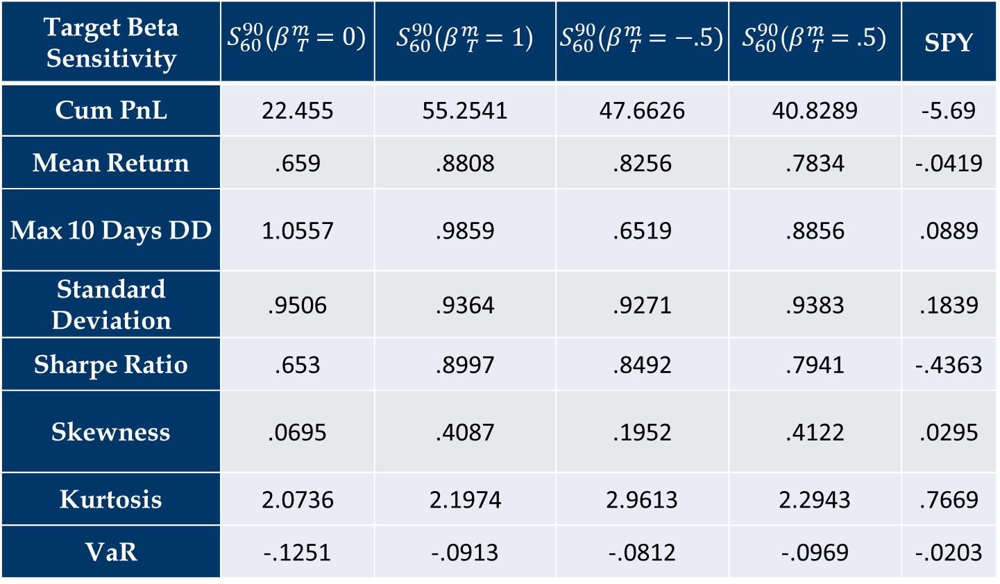 Target Beta Sensitivity | S_{60}^{90}(β_T^m = 0) | S_{60}^{90}(β_T^m = 1) | S_{60}^{90}(β_T^m = −.5) | S_{60}^{90}(β_T^m = .5) | SPY
Cum PnL | 22.455 | 55.2541 | 47.6626 | 40.8289 | -5.69
Mean Return | .659 | .8808 | .8256 | .7834 | -.0419
Max 10 Days DD | 1.0557 | .9859 | .6519 | .8856 | .0889
Standard Deviation | .9506 | .9364 | .9271 | .9383 | .1839
Sharpe Ratio | .653 | .8997 | .8492 | .7941 | -.4363
Skewness | .0695 | .4087 | .1952 | .4122 | .0295
Kurtosis | 2.0736 | 2.1974 | 2.9613 | 2.2943 | .7669
VaR | -.1251 | -.0913 | -.0812 | -.0969 | -.0203